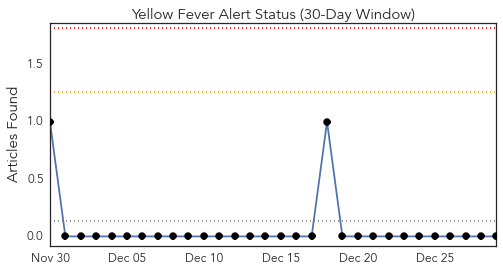 Yellow Fever Alert Status (30-Day Window)
Articles Found
1.5
1.0
0.5
0.0
Nov 30 Dec 05 Dec 10 Dec 15 Dec 20 Dec 25